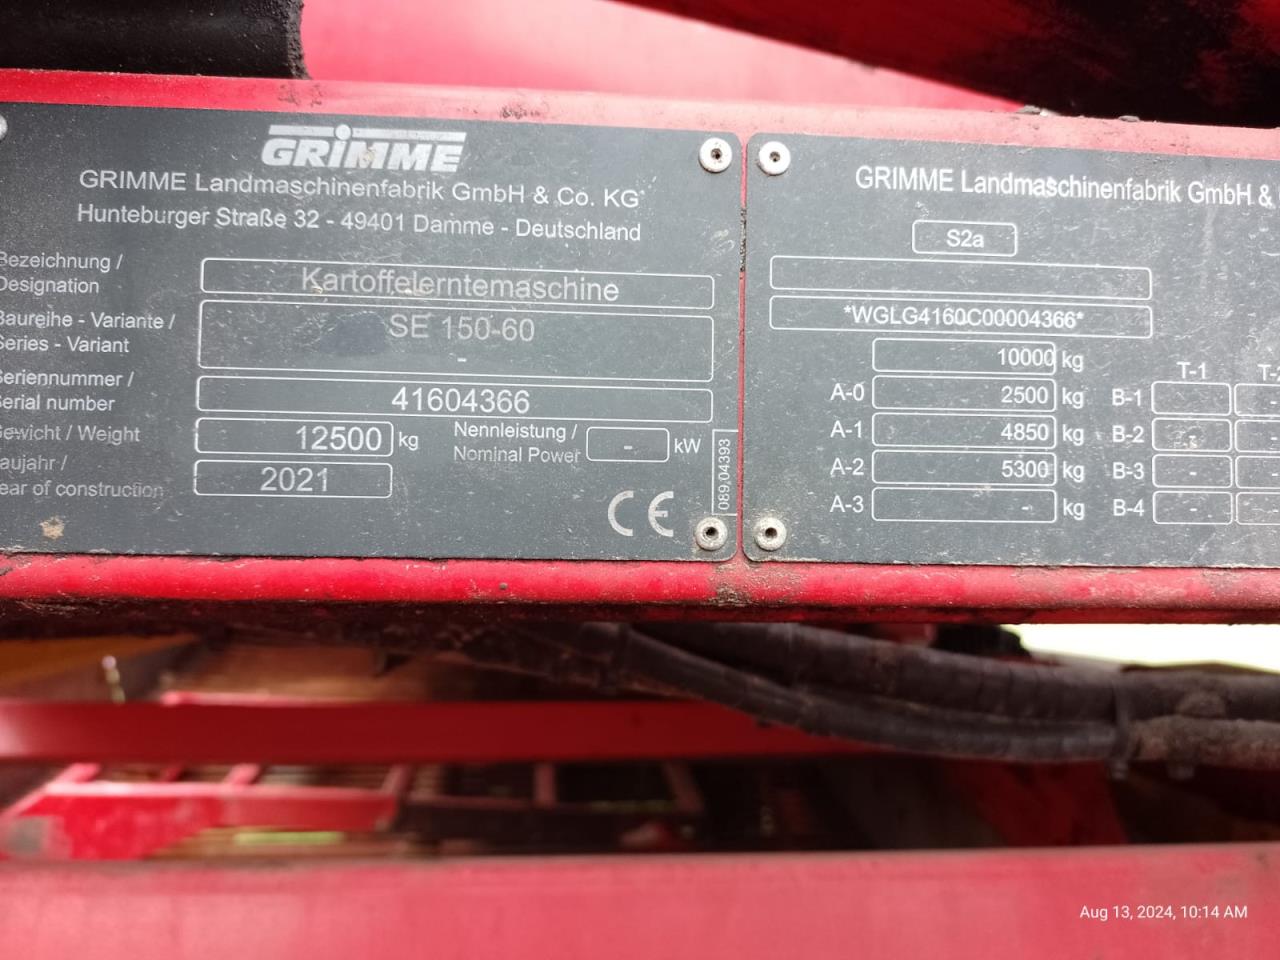 GRIMME
GRIMME Landmaschinenfabrik GmbH & Co. KG
Hunteburger Straße 32 - 49401 Damme - Deutschland
Bezeichnung /
Designation
Kartoffelerntemaschine
Baureihe - Variante /
Series - Variant
SE 150-60
-
Seriennummer /
Serial number
41604366
Gewicht / Weight
12500 kg
Nennleistung /
Nominal Power
- kW
Baujahr /
Year of construction
2021
CE
089.04393
GRIMME Landmaschinenfabrik GmbH &
S2a
*WGLG4160C00004366*
10000 kg
T-1
A-0 2500 kg B-1 -
A-1 4850 kg B-2 - -
A-2 5300 kg B-3 - -
A-3 - kg B-4 - -
Aug 13, 2024, 10:14 AM